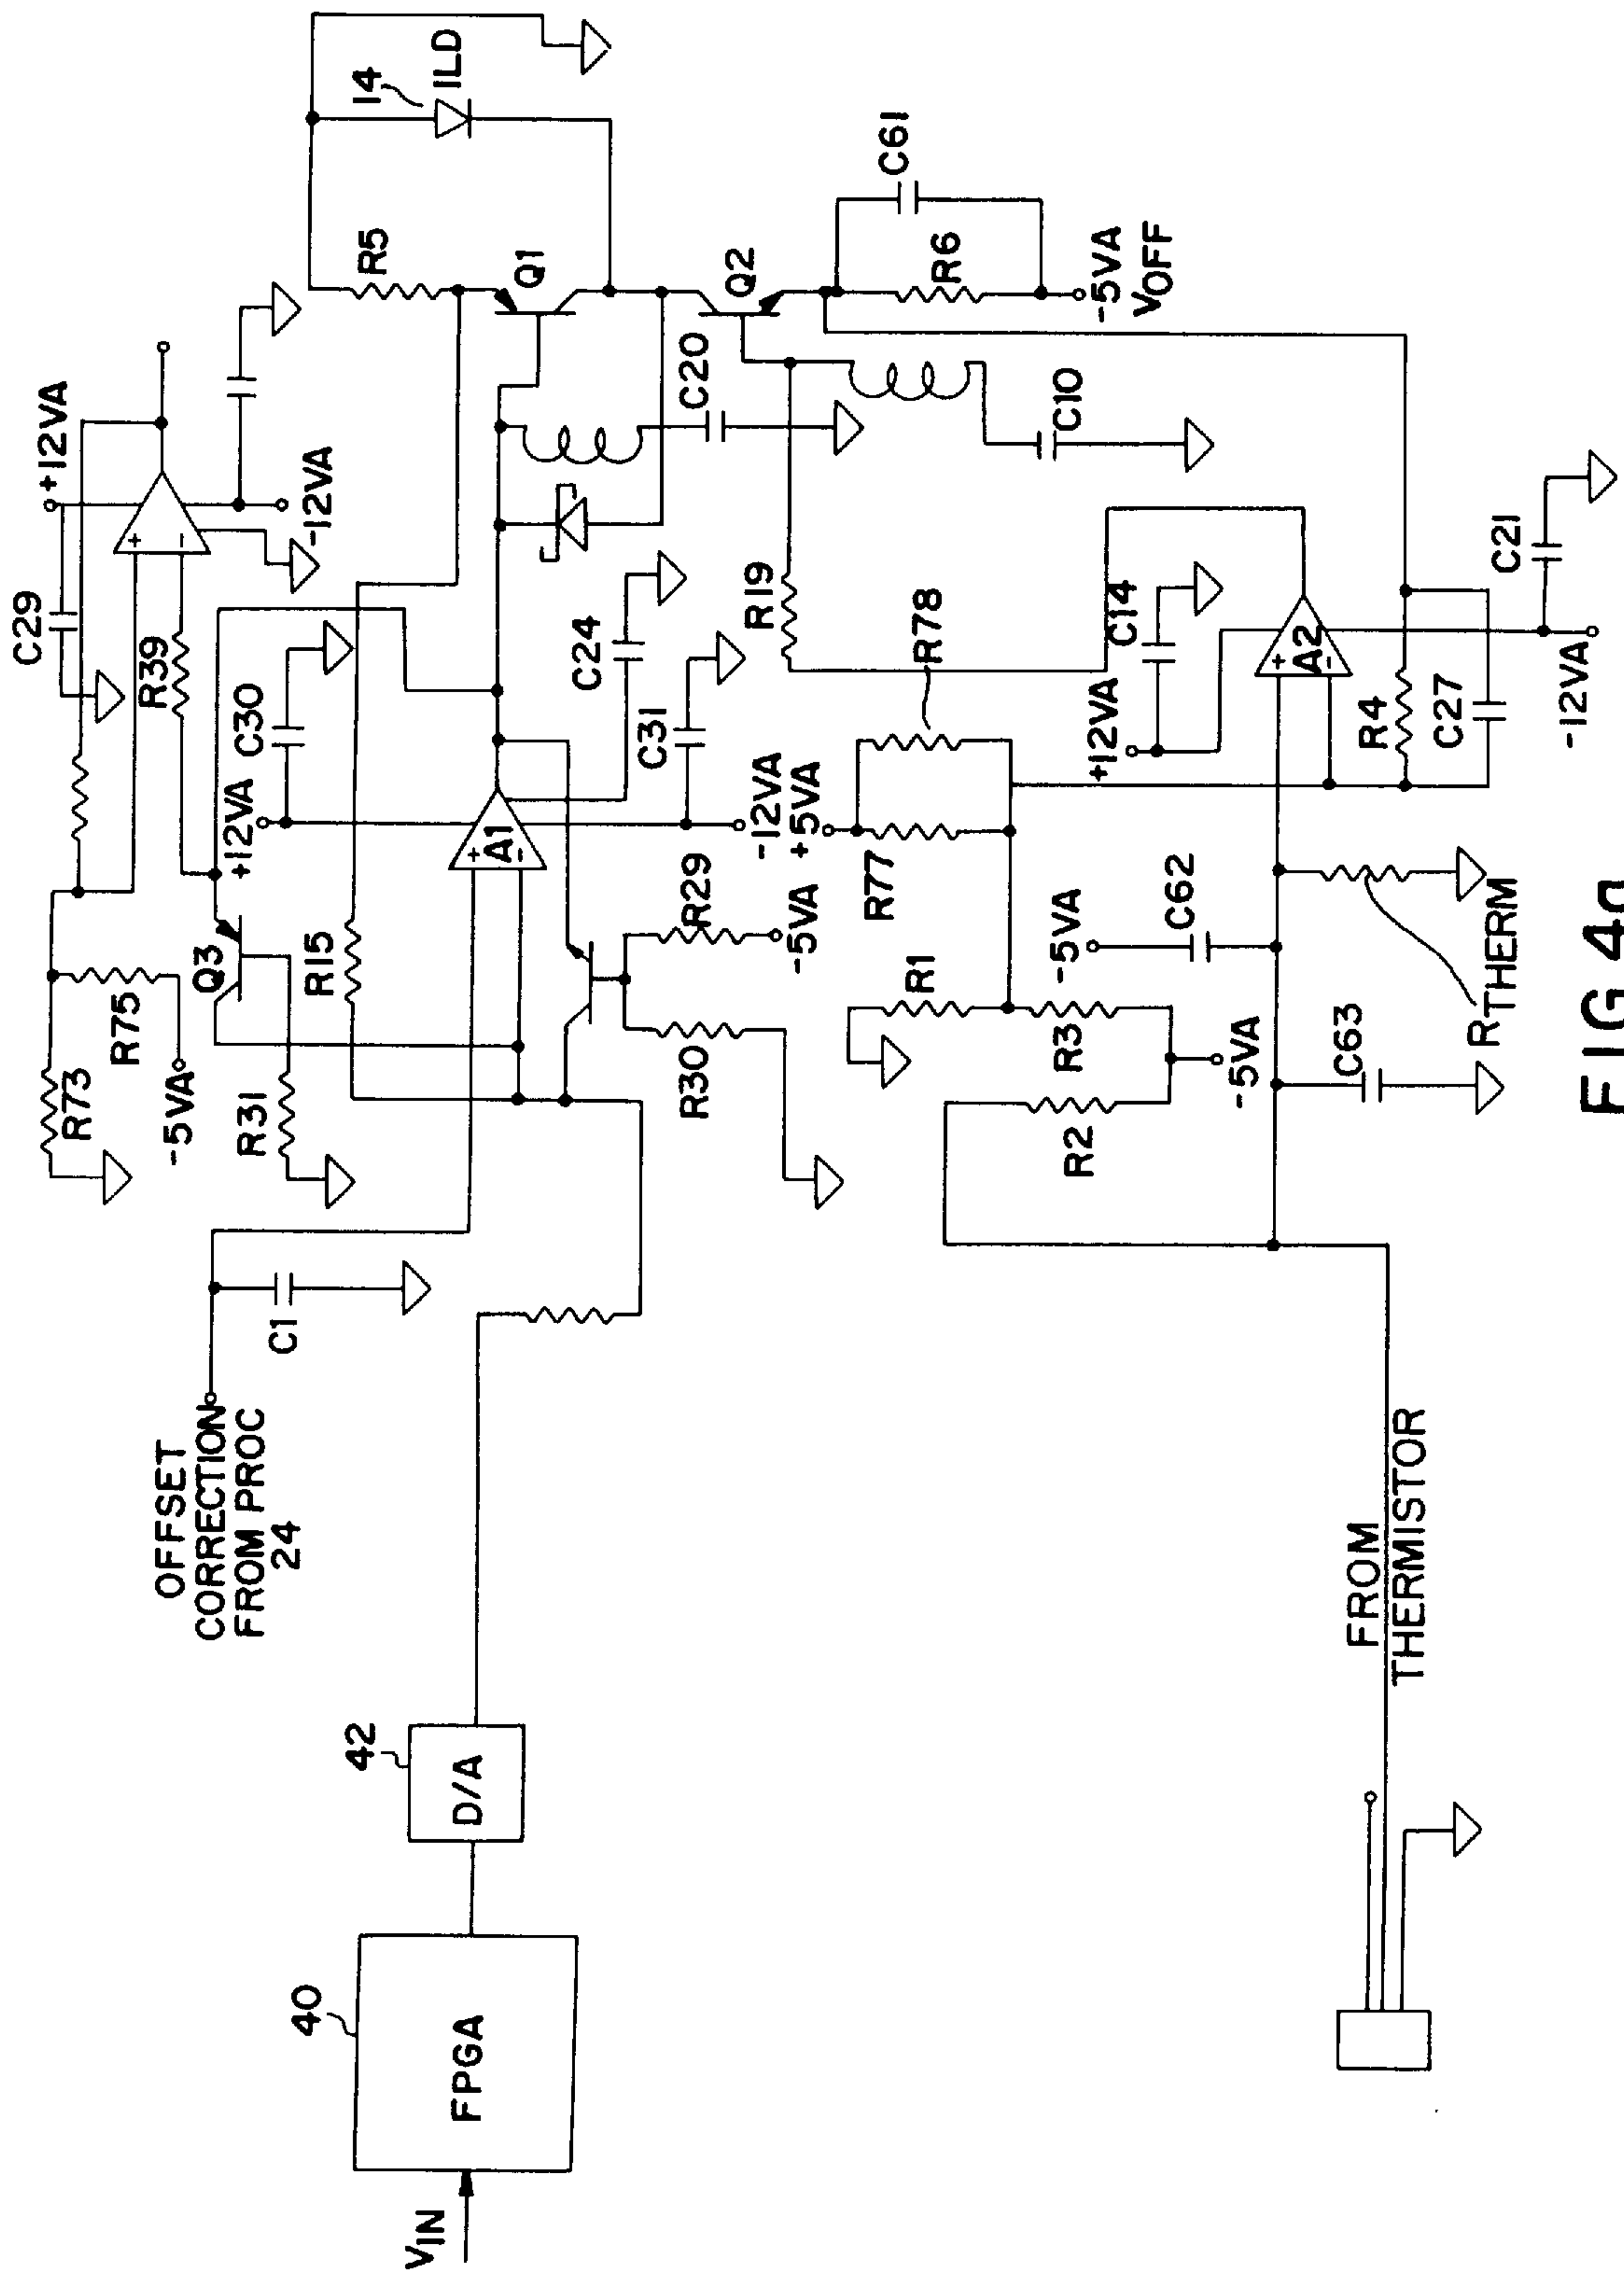 +12VA
C29
R39
R73
R75
-5VA
-12VA
14
ILD
R5
Q1
C30
+12VA
Q3
R31
R15
OFFSET
CORRECTION
FROM PROC
24
C1
A1
+
-
+
-
C24
C31
C20
Q2
C61
R6
-5VA
VOFF
-12VA
+5VA
R29
-5VA
R30
R19
R78
R77
C10
C14
+12VA
A2
+
-
R4
C27
C21
-12VA
R1
R3
R2
-5VA
-5VA
C62
C63
RTHERM
42
D/A
40
FPGA
VIN
FROM
THERMISTOR